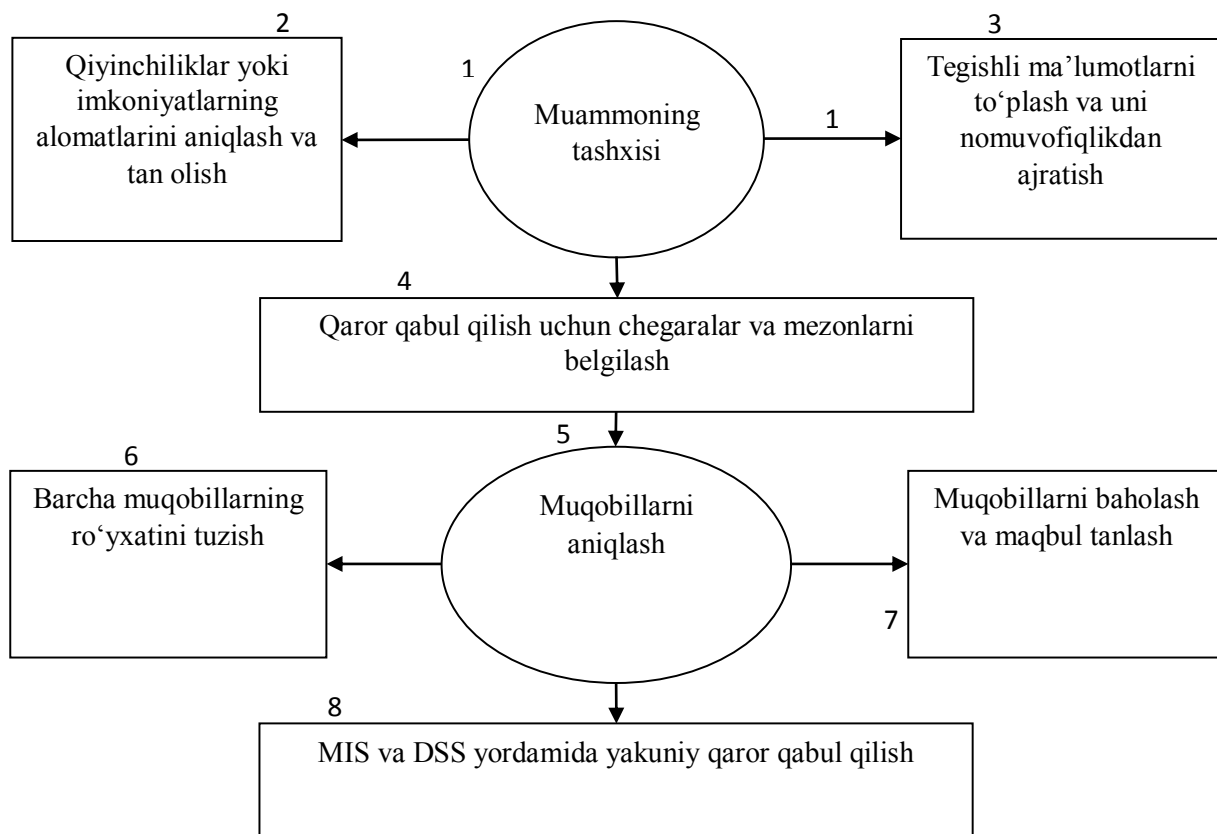 2
Qiyinchiliklar yoki
imkoniyatlarning
alomatlarini aniqlash va
tan olish
1
Muammoning
tashxisi
1
3
Tegishli ma’lumotlarni
to‘plash va uni
nomuvofiqlikdan
ajratish
4
Qaror qabul qilish uchun chegaralar va mezonlarni
belgilash
5
6
Barcha muqobillarning
ro‘yxatini tuzish
Muqobillarni
aniqlash
Muqobillarni baholash
va maqbul tanlash
7
8
MIS va DSS yordamida yakuniy qaror qabul qilish